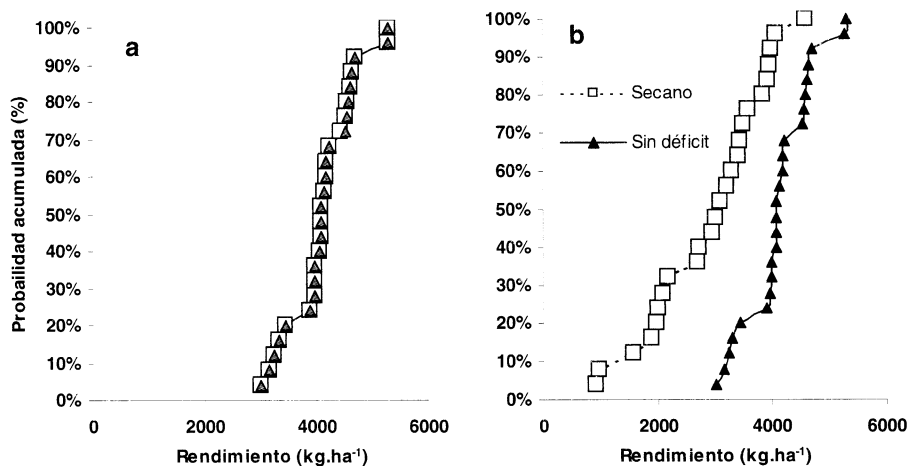 a
Probailidad acumulada (%)
100%
90%
80%
70%
60%
50%
40%
30%
20%
10%
0%
0 2000 4000 6000
Rendimiento (kg.ha-1)
b
100%
90%
80%
70%
60%
50%
40%
30%
20%
10%
0%
Secano
Sin déficit
0 2000 4000 6000
Rendimiento (kg.ha-1)